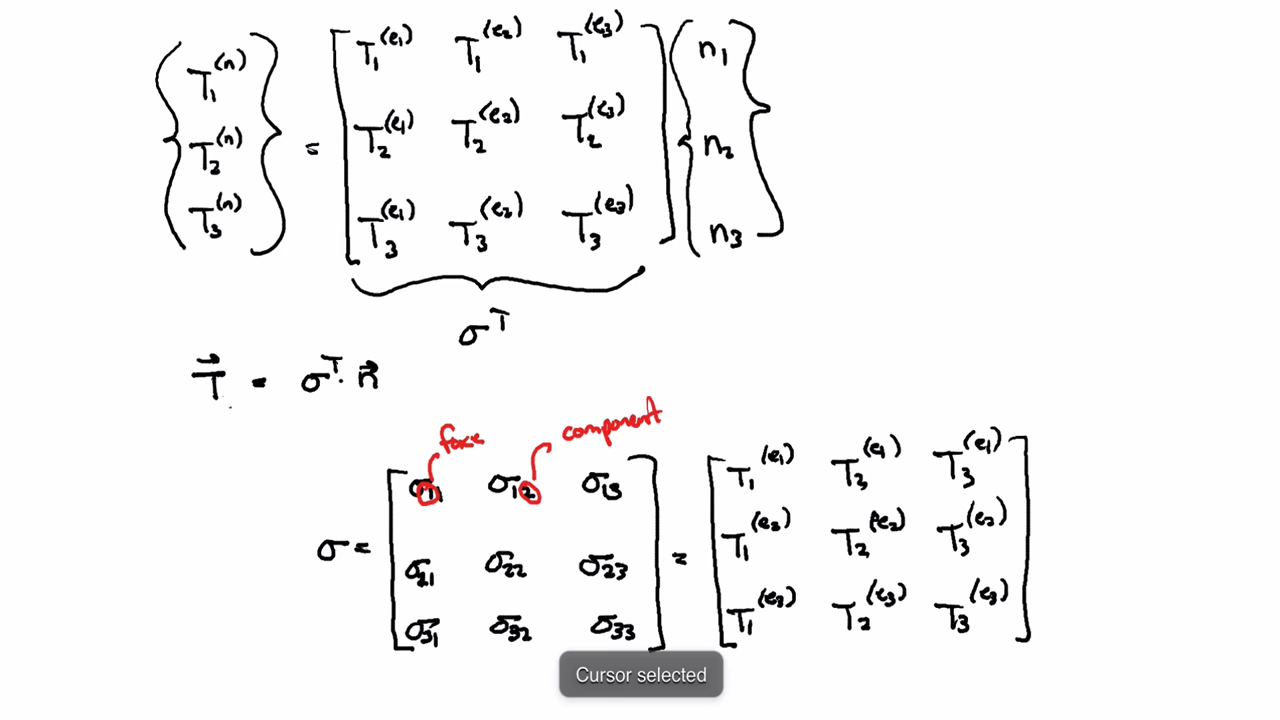 T₁⁽ⁿ⁾ T₂⁽ⁿ⁾ T₃⁽ⁿ⁾ =
T₁^(e₁) T₁^(e₂) T₁^(e₃)
T₂^(e₁) T₂^(e₂) T₂^(e₃)
T₃^(e₁) T₃^(e₂) T₃^(e₃)
n₁
n₂
n₃
σ^T
T⃗ = σ^T · n⃗
face component
σ =
σ₁₁ σ₁₂ σ₁₃
σ₂₁ σ₂₂ σ₂₃
σ₃₁ σ₃₂ σ₃₃
=
T₁^(e₁) T₂^(e₁) T₃^(e₁)
T₁^(e₂) T₂^(e₂) T₃^(e₂)
T₁^(e₃) T₂^(e₃) T₃^(e₃)
Cursor selected